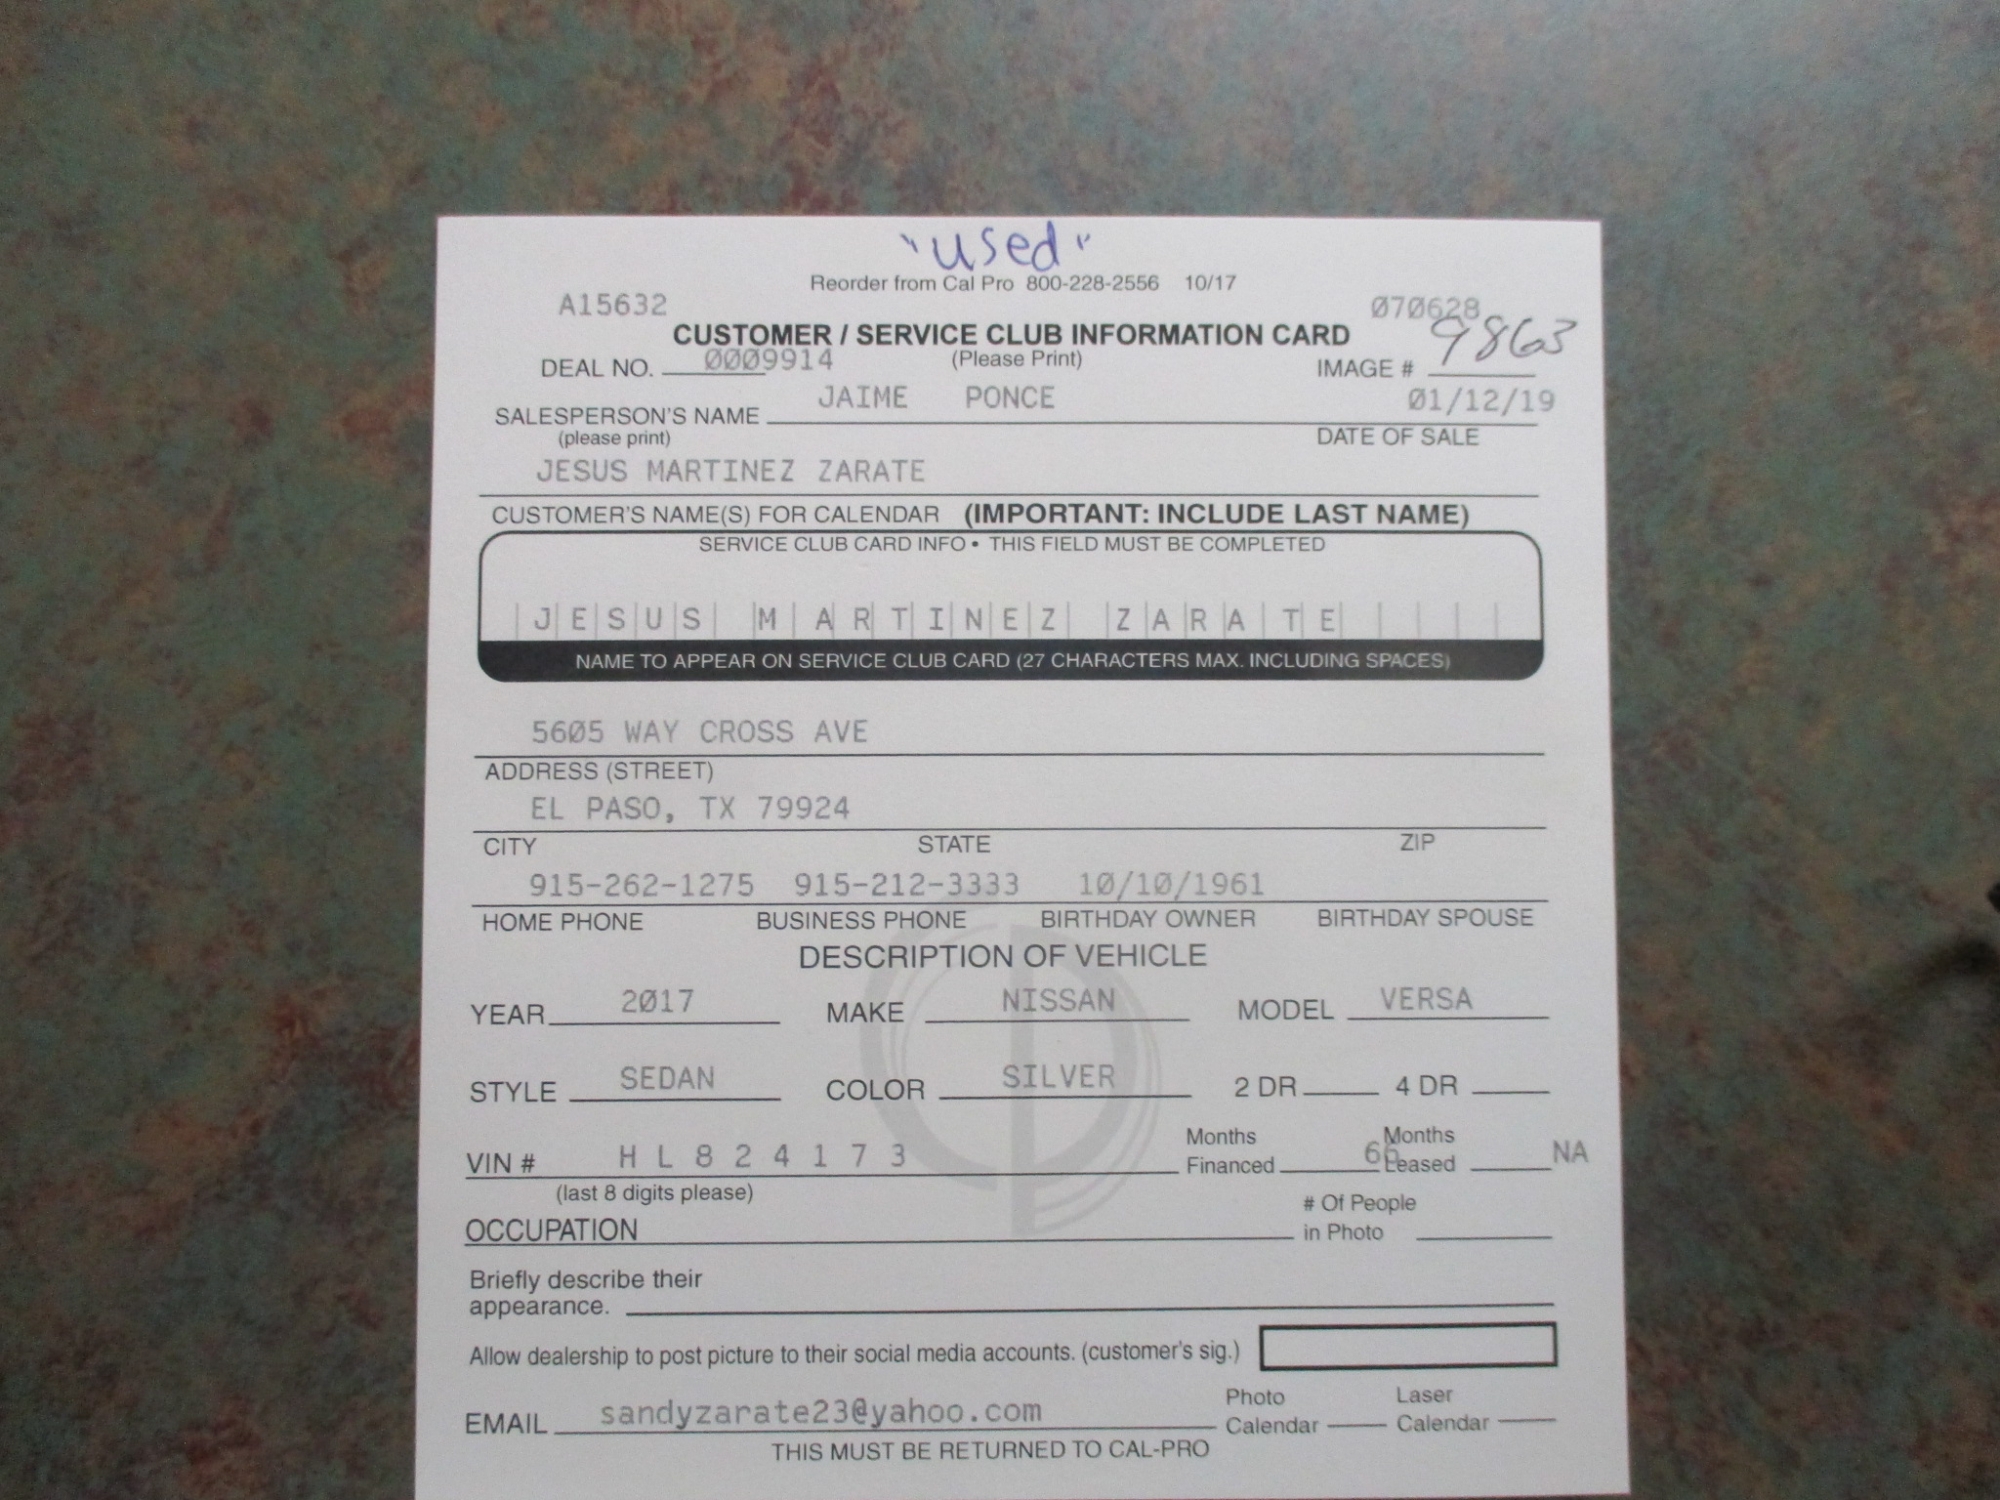 "used"
Reorder from Cal Pro 800-228-2556 10/17
A15632 070628
CUSTOMER / SERVICE CLUB INFORMATION CARD
DEAL NO. 0009914 (Please Print) IMAGE # 9863
JAIME PONCE 01/12/19
SALESPERSON'S NAME
(please print) DATE OF SALE
JESUS MARTINEZ ZARATE
CUSTOMER'S NAME(S) FOR CALENDAR (IMPORTANT: INCLUDE LAST NAME)
SERVICE CLUB CARD INFO • THIS FIELD MUST BE COMPLETED
JESUS MARTINEZ ZARATE
NAME TO APPEAR ON SERVICE CLUB CARD (27 CHARACTERS MAX. INCLUDING SPACES)
5605 WAY CROSS AVE
ADDRESS (STREET)
EL PASO, TX 79924
CITY STATE ZIP
915-262-1275 915-212-3333 10/10/1961
HOME PHONE BUSINESS PHONE BIRTHDAY OWNER BIRTHDAY SPOUSE
DESCRIPTION OF VEHICLE
YEAR 2017 MAKE NISSAN MODEL VERSA
STYLE SEDAN COLOR SILVER 2 DR 4 DR
VIN # H L 8 2 4 1 7 3 Months Financed 66 Months Leased NA
(last 8 digits please)
OCCUPATION # Of People in Photo
Briefly describe their
appearance.
Allow dealership to post picture to their social media accounts. (customer's sig.)
EMAIL sandyzarate23@yahoo.com Photo Calendar Laser Calendar
THIS MUST BE RETURNED TO CAL-PRO